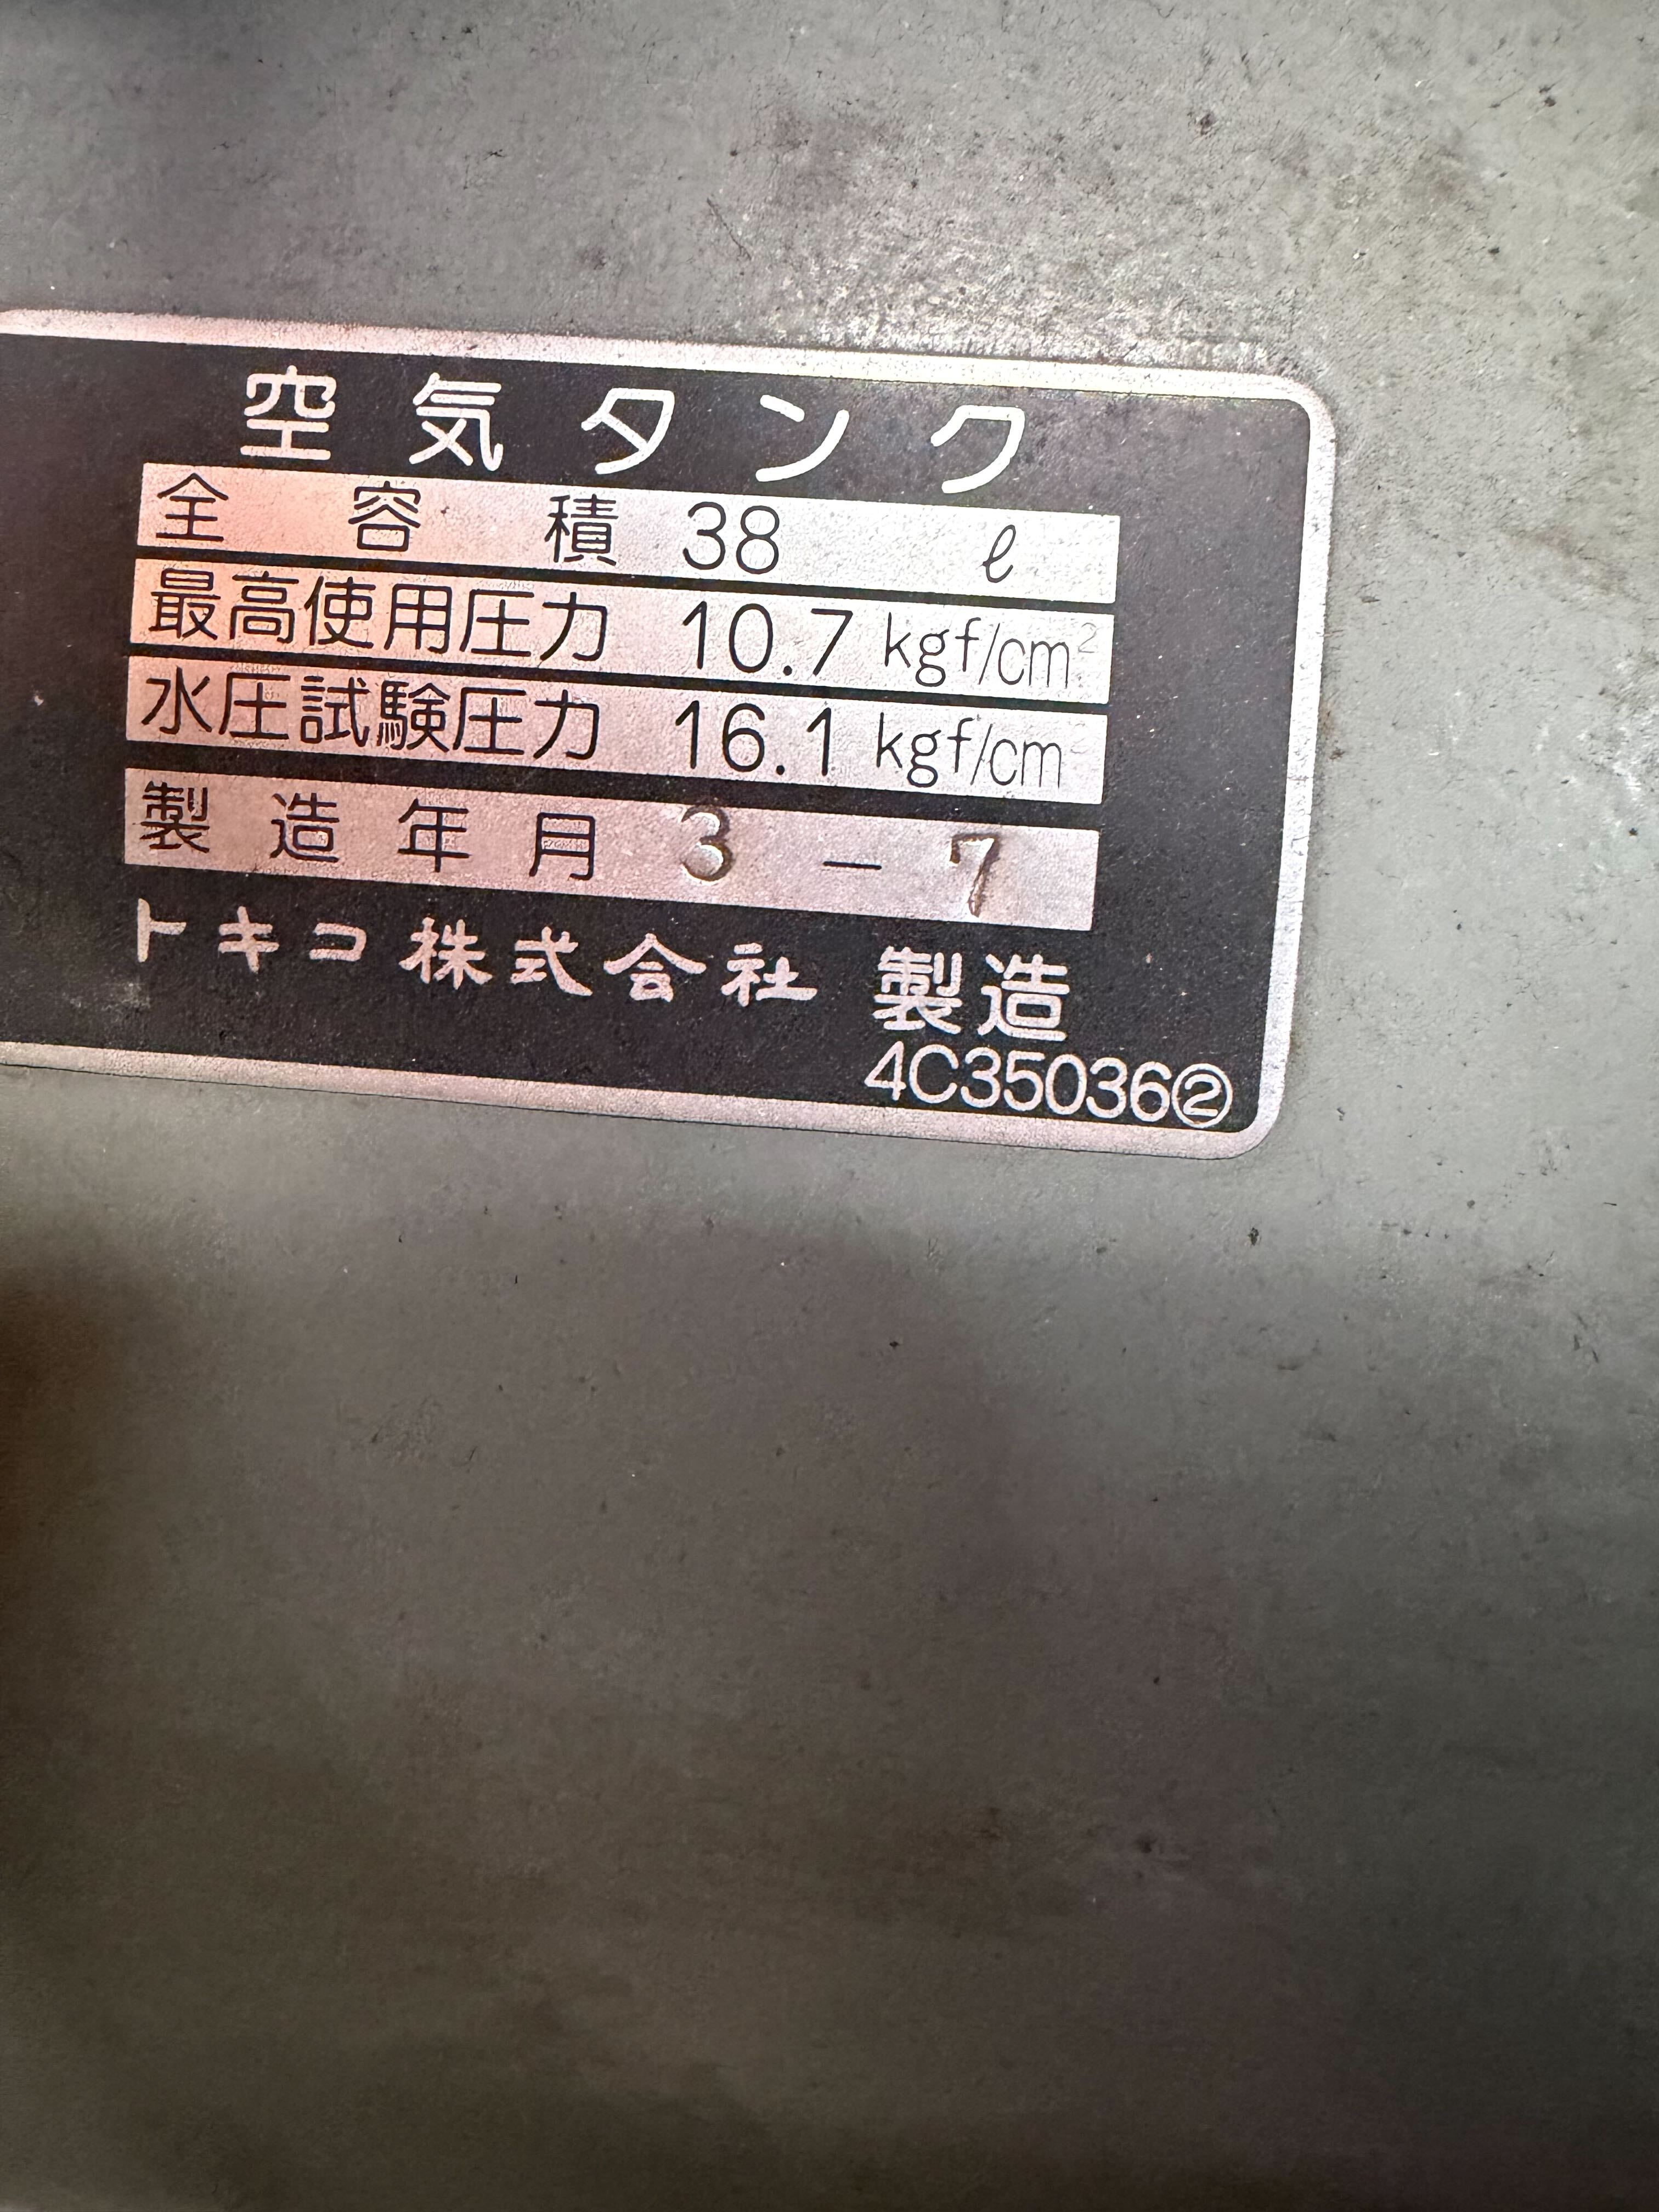 空気タンク
全容積 38 ℓ
最高使用圧力 10.7 kgf/cm²
水圧試験圧力 16.1 kgf/cm²
製造年月 3 - 7
トキコ株式会社 製造
4C35036②